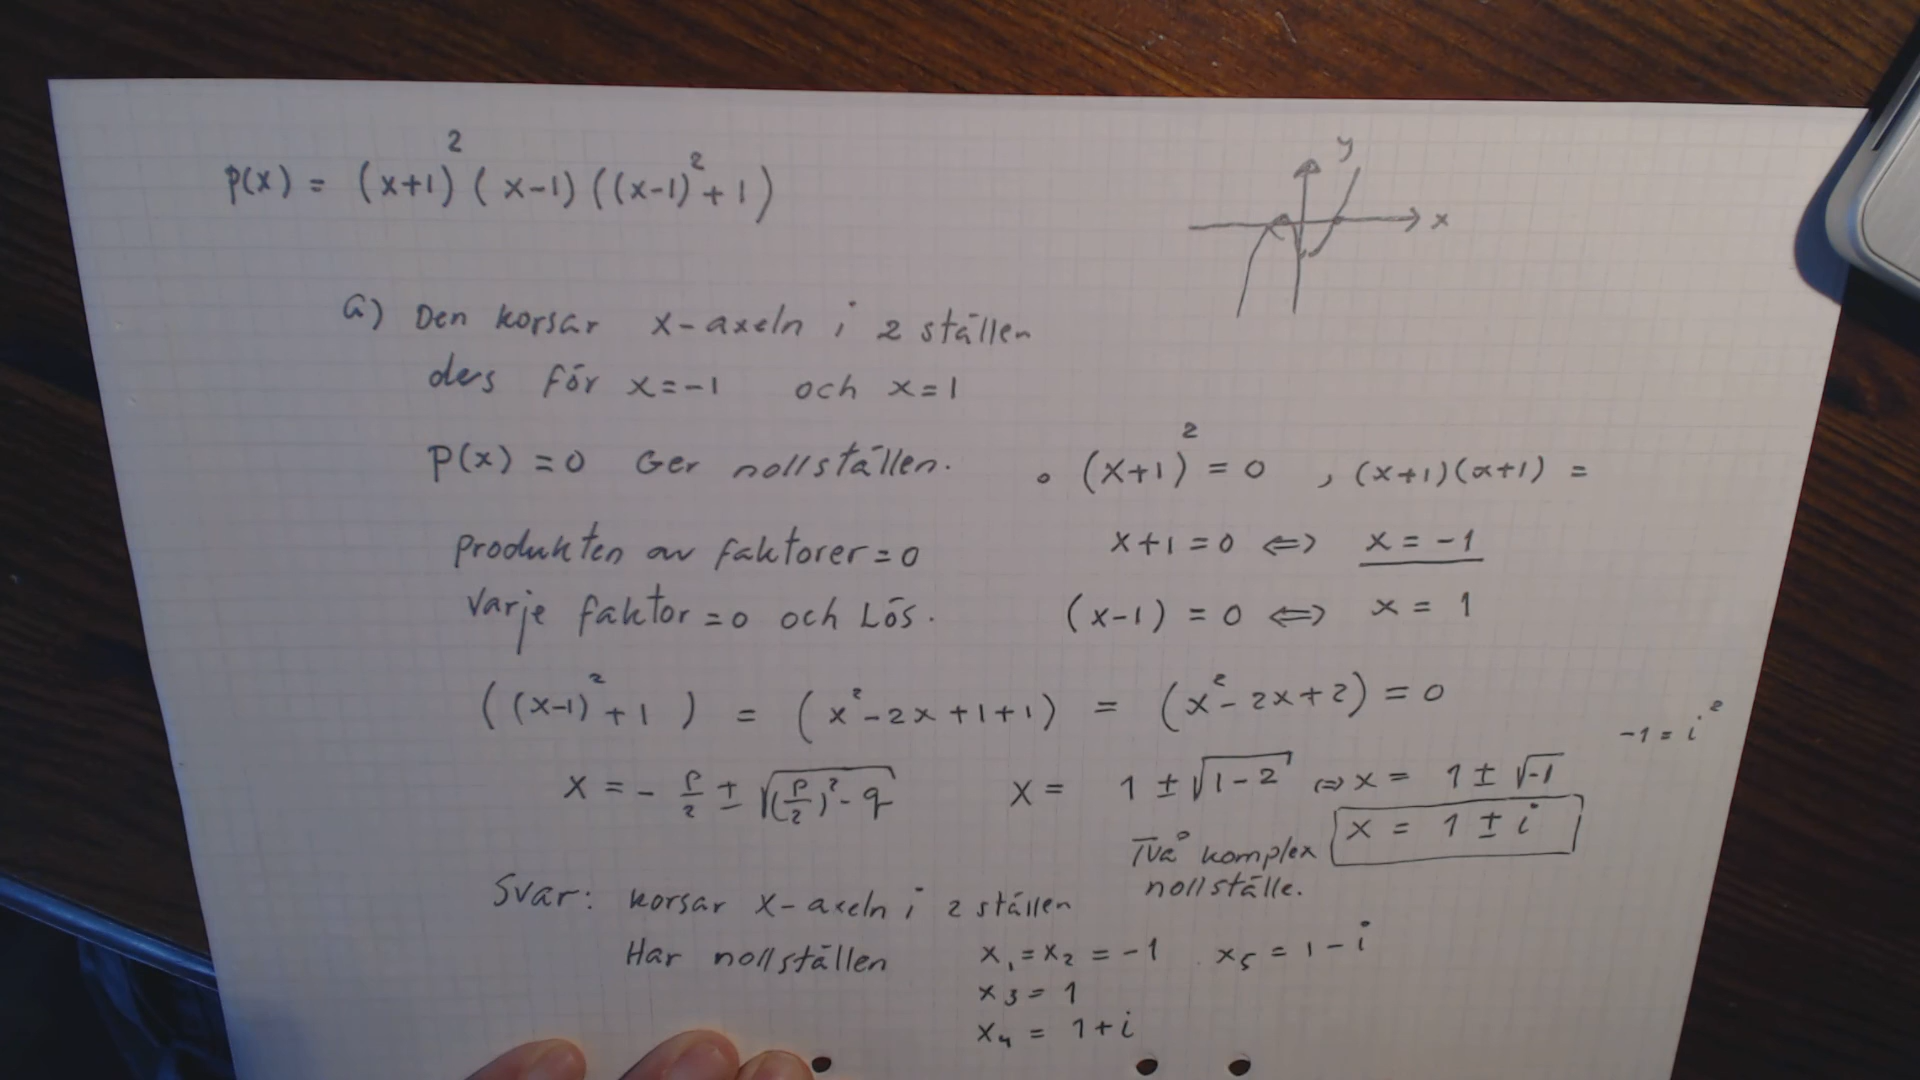 p(x) = (x+1)² (x-1) ((x-1)² + 1)
y
x
a) Den korsar x-axeln i 2 ställen
ders för x=-1 och x=1
P(x) = 0 Ger nollställen.
• (x+1)² = 0 , (x+1)(x+1) =
produkten av faktorer = 0
x+1 = 0 ⇔ x = -1
Varje faktor = 0 och Lös.
(x-1) = 0 ⇔ x = 1
((x-1)² + 1) = (x² - 2x + 1 + 1) = (x² - 2x + 2) = 0
-1 = i²
x = - p/2 ± √((p/2)² - q)
x = 1 ± √(1-2) ⇔ x = 1 ± √-1
x = 1 ± i
Två komplex
nollställe.
Svar: korsar x-axeln i 2 ställen
Har nollställen x₁ = x₂ = -1 x₅ = 1 - i
x₃ = 1
x₄ = 1 + i